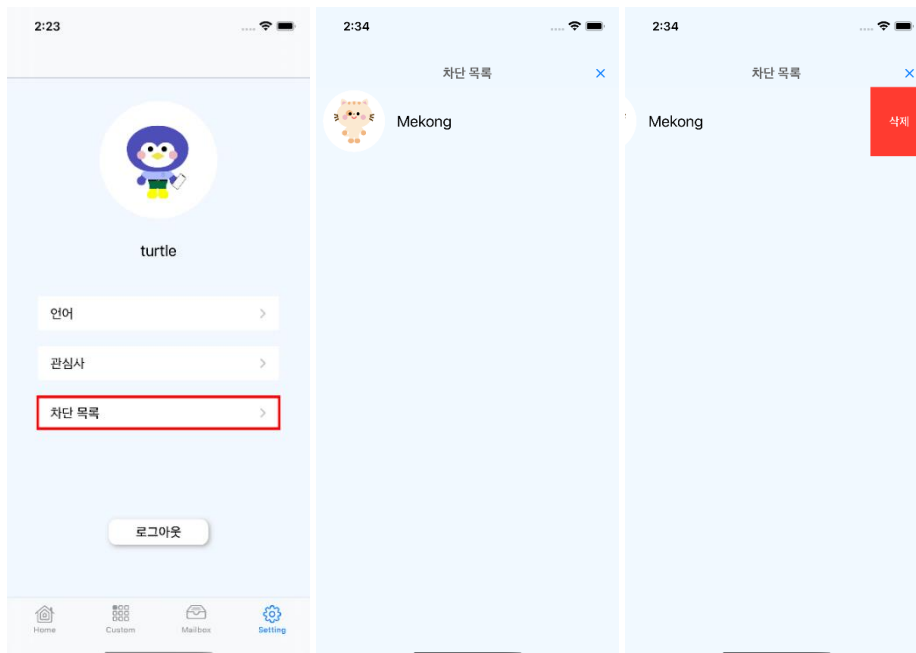 2:23
turtle
언어
관심사
차단 목록
로그아웃
Home
Custom
Mailbox
Setting
2:34
차단 목록
Mekong
2:34
차단 목록
Mekong
삭제